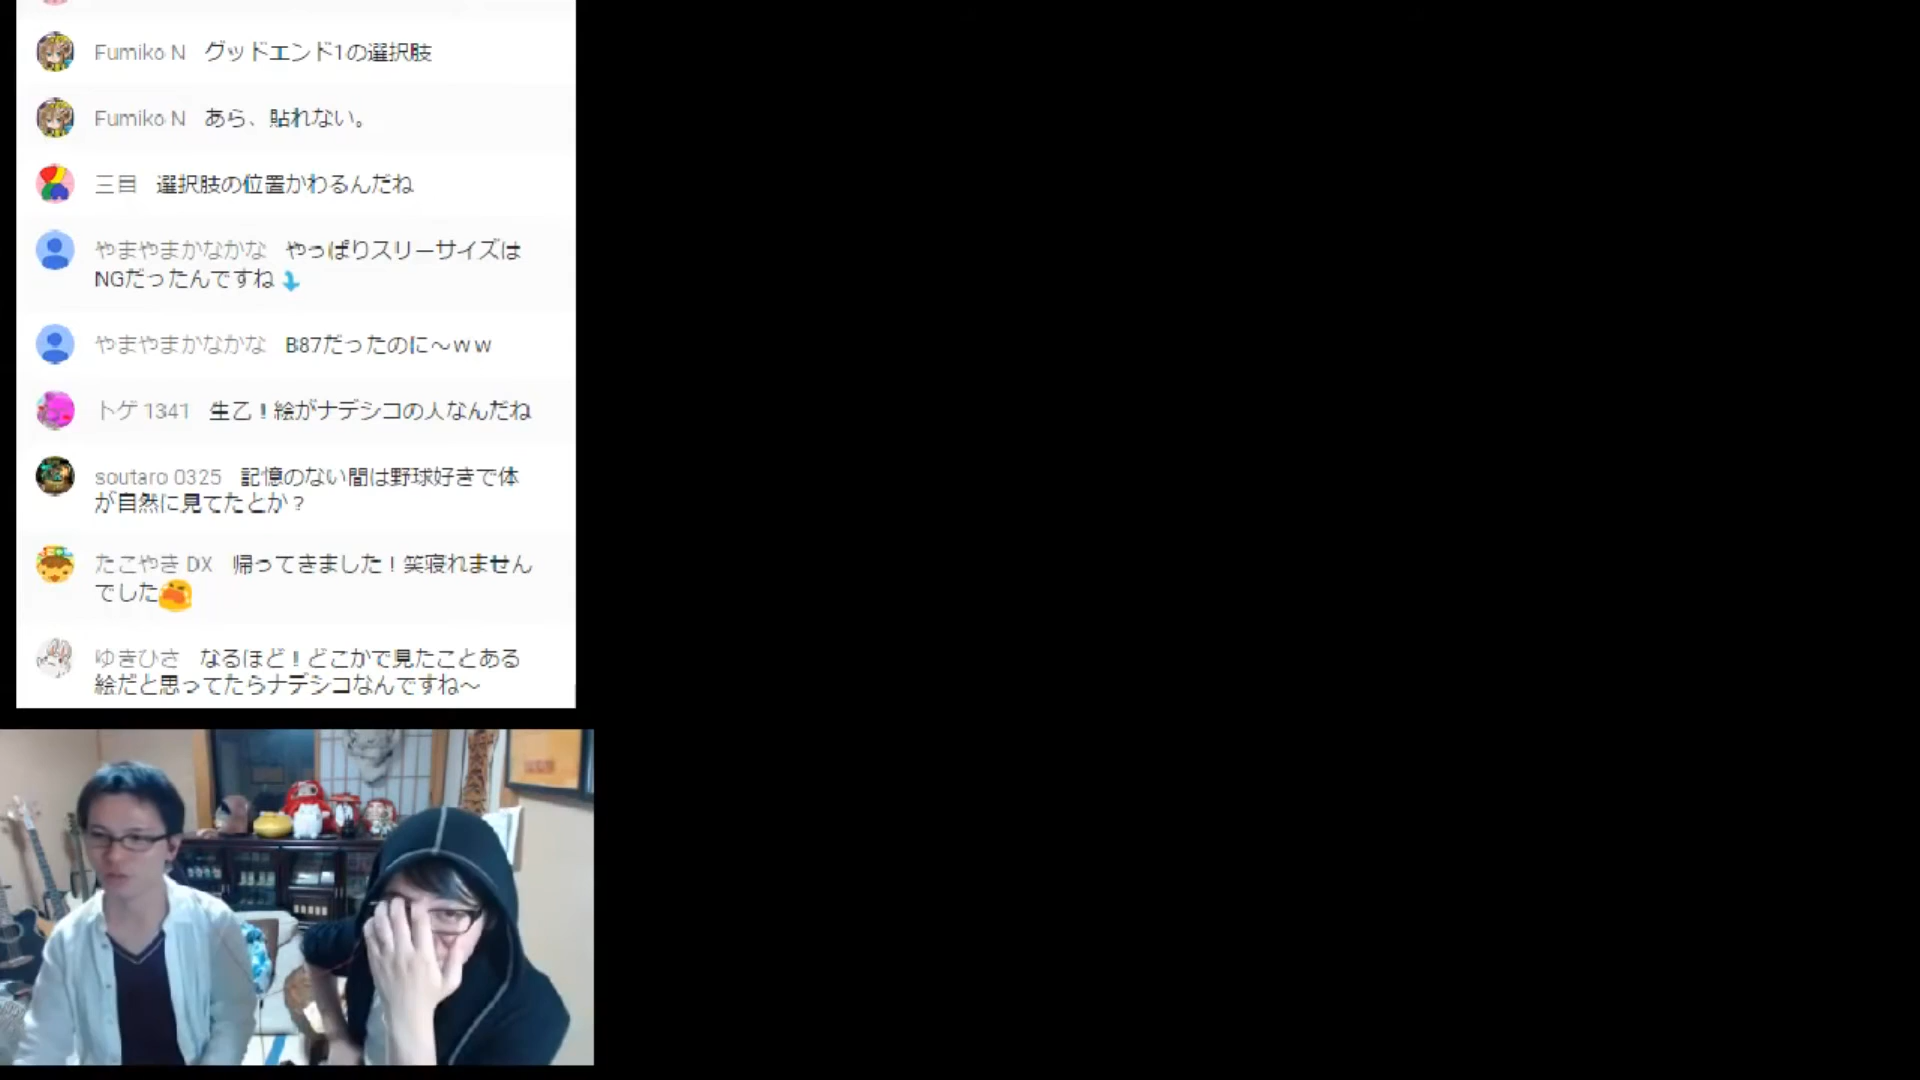 Fumiko N グッドエンド1の選択肢
Fumiko N あら、貼れない。
三目 選択肢の位置かわるんだね
やまやまかなかな やっぱりスリーサイズは
NGだったんですね
やまやまかなかな B87だったのに～ｗｗ
トゲ 1341 生乙！絵がナデシコの人なんだね
soutaro 0325 記憶のない間は野球好きで体
が自然に見てたとか？
たこやき DX 帰ってきました！笑寝れません
でした
ゆきひさ なるほど！どこかで見たことある
絵だと思ってたらナデシコなんですね～